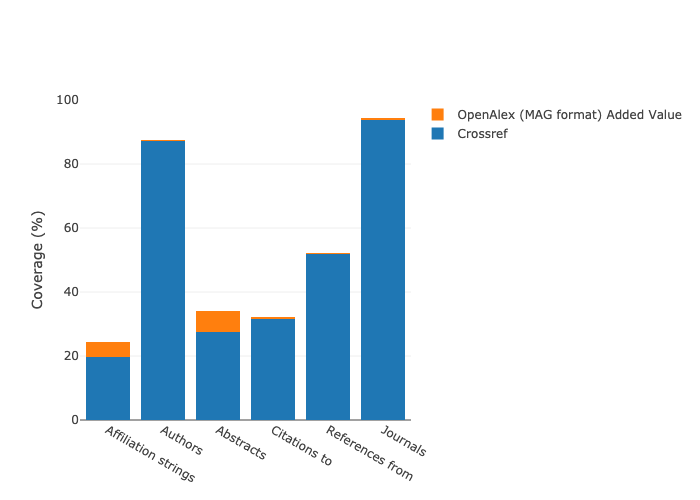 OpenAlex (MAG format) Added Value
Crossref
Coverage (%)
100
80
60
40
20
0
Affiliation strings
Authors
Abstracts
Citations to
References from
Journals